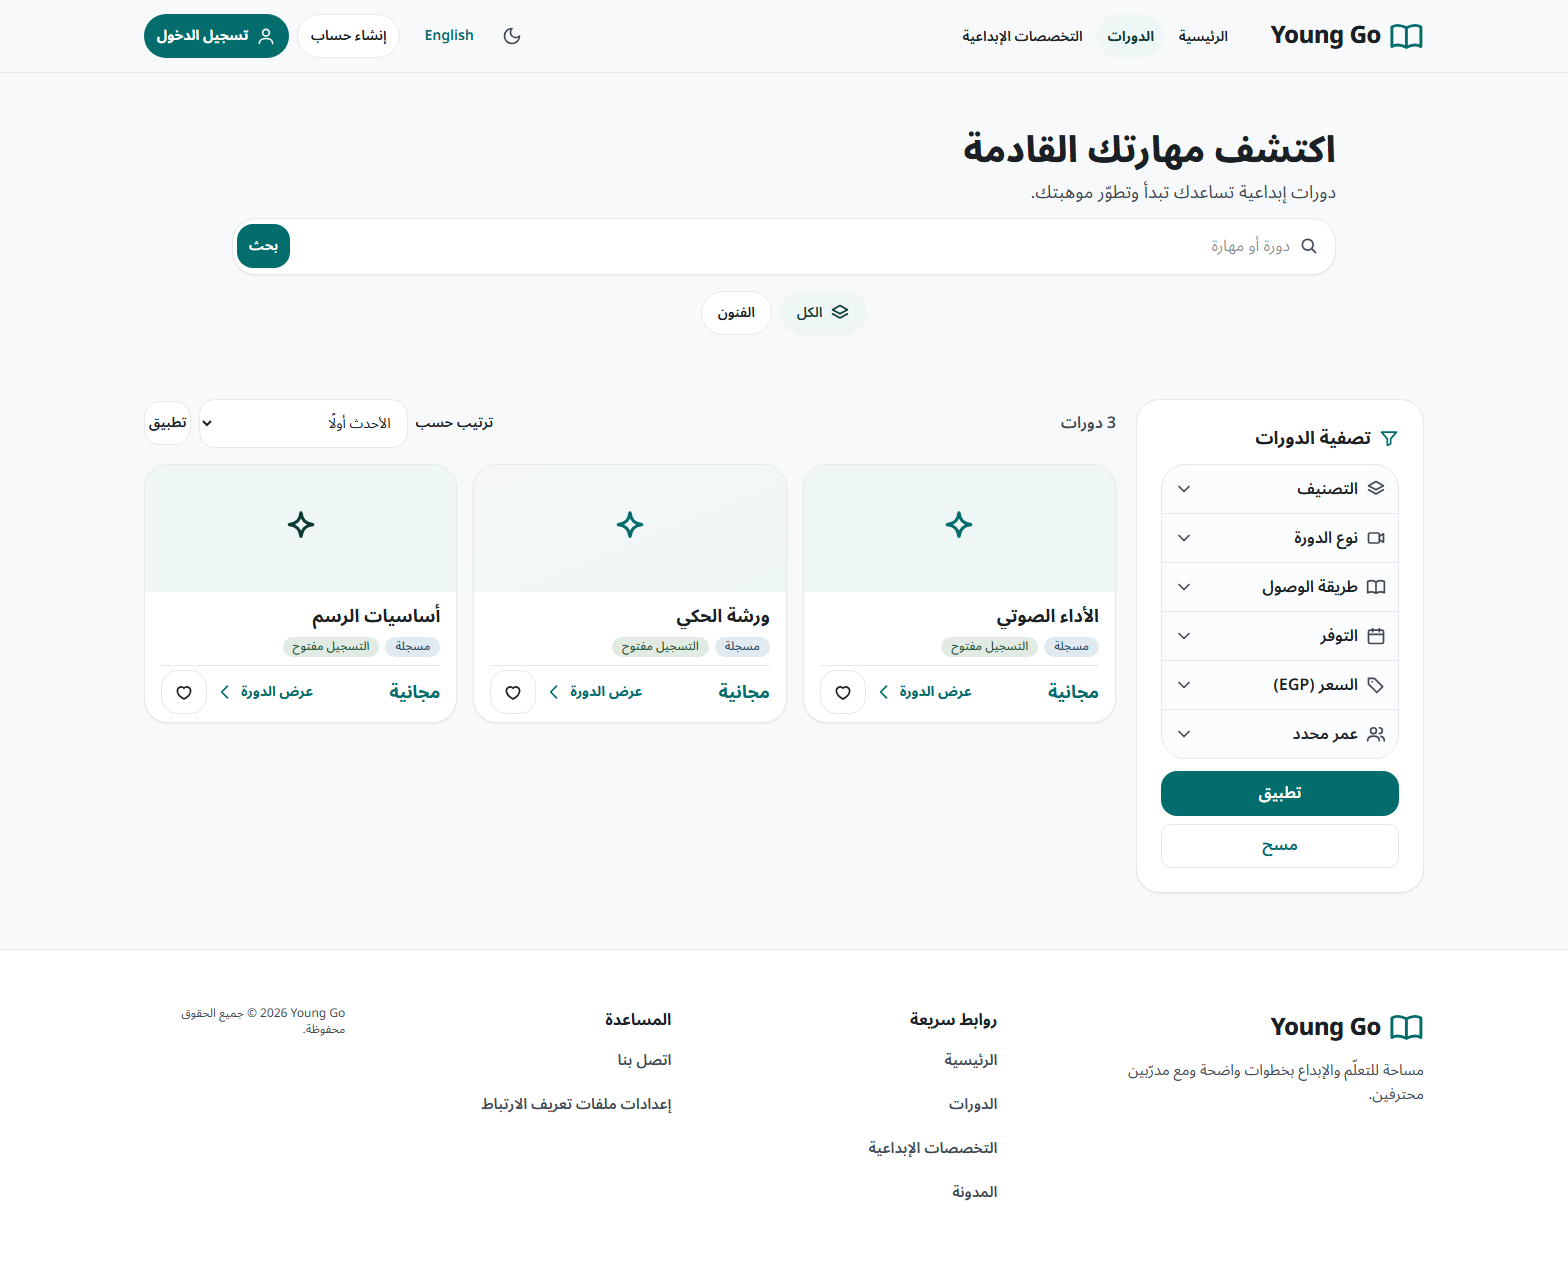 Young Go
الرئيسية
الدورات
التخصصات الإبداعية
English
إنشاء حساب
تسجيل الدخول
اكتشف مهارتك القادمة
دورات إبداعية تساعدك تبدأ وتطوّر موهبتك.
دورة أو مهارة
بحث
الكل
الفنون
تصفية الدورات
التصنيف
نوع الدورة
طريقة الوصول
التوفر
السعر (EGP)
عمر محدد
تطبيق
مسح
3 دورات
ترتيب حسب
الأحدث أولًا
تطبيق
الأداء الصوتي
مسجلة
التسجيل مفتوح
مجانية
عرض الدورة
ورشة الحكي
مسجلة
التسجيل مفتوح
مجانية
عرض الدورة
أساسيات الرسم
مسجلة
التسجيل مفتوح
مجانية
عرض الدورة
Young Go
مساحة للتعلّم والإبداع بخطوات واضحة ومع مدرّبين
محترفين.
روابط سريعة
الرئيسية
الدورات
التخصصات الإبداعية
المدونة
المساعدة
اتصل بنا
إعدادات ملفات تعريف الارتباط
Young Go 2026 © جميع الحقوق
محفوظة.